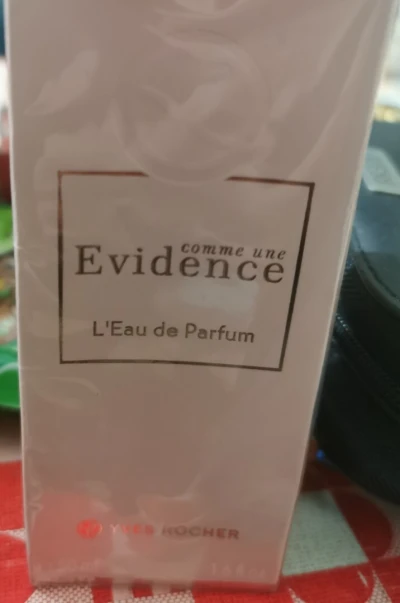 comme une
Evidence
L'Eau de Parfum
YVES ROCHER